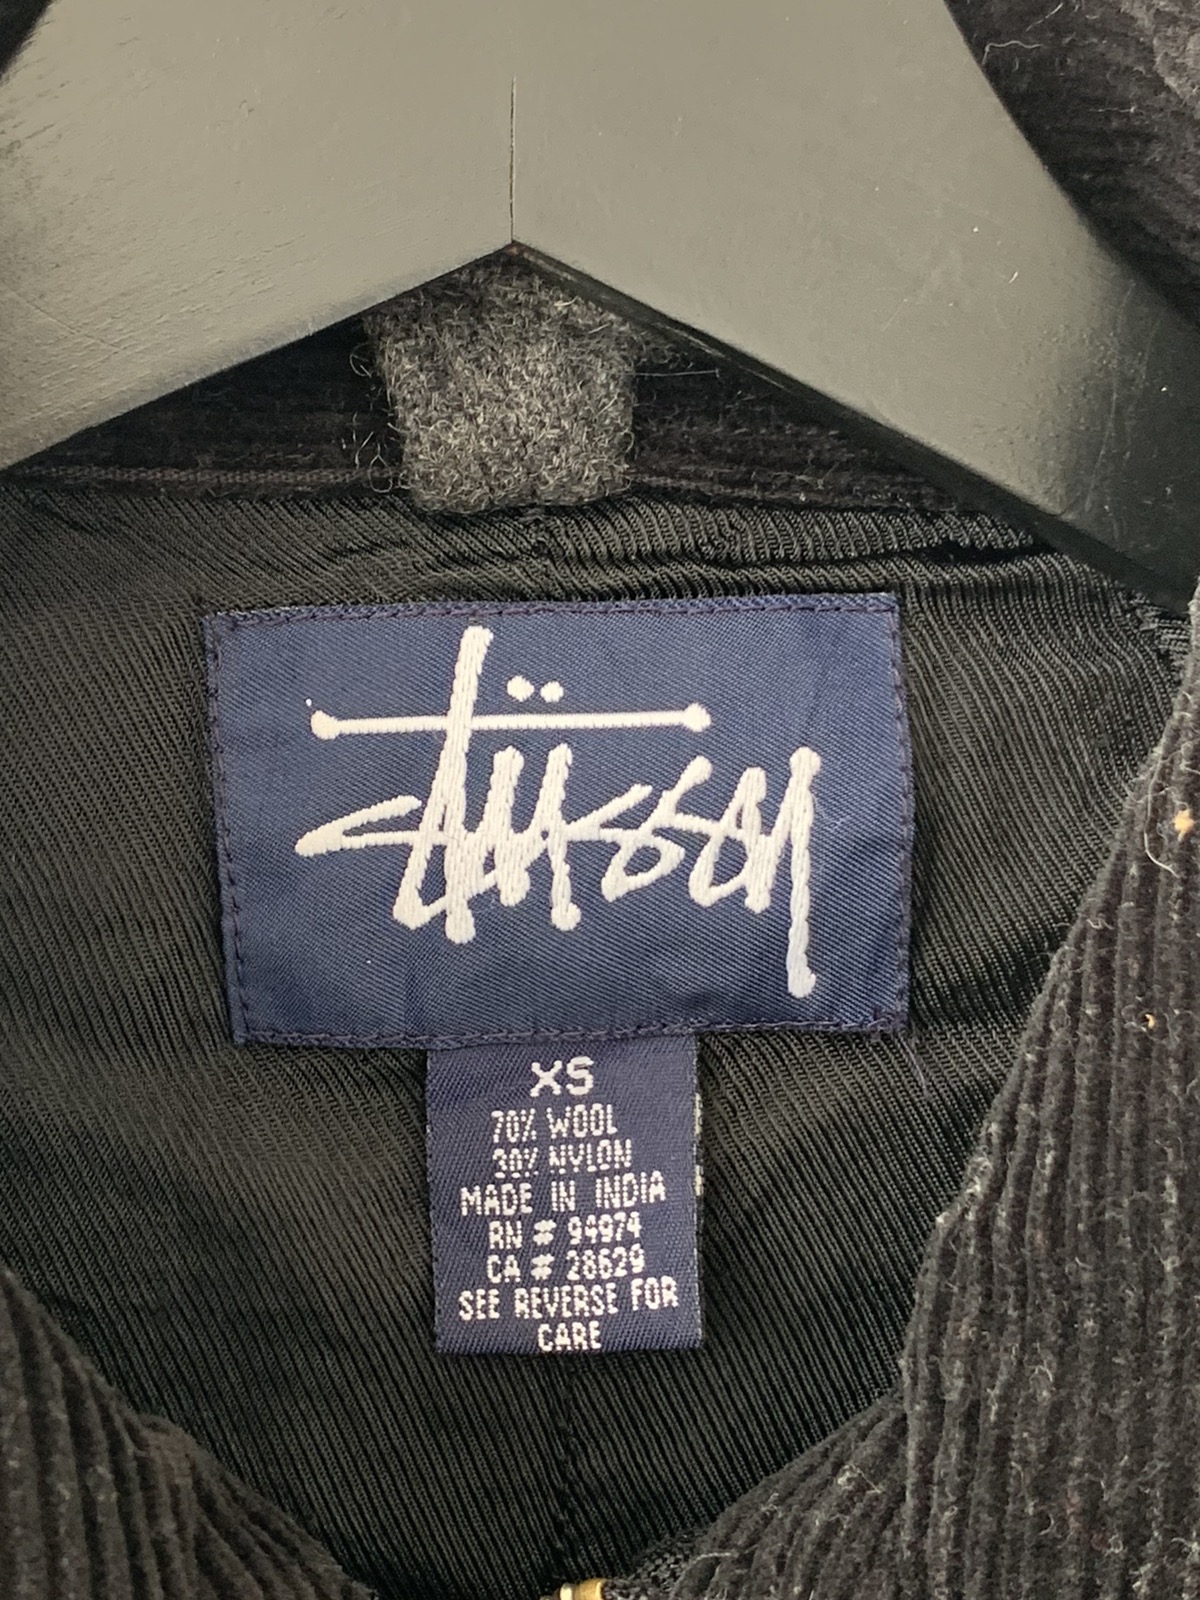 Stüssy
XS
70% WOOL
30% NYLON
MADE IN INDIA
RN # 94974
CA # 28629
SEE REVERSE FOR
CARE